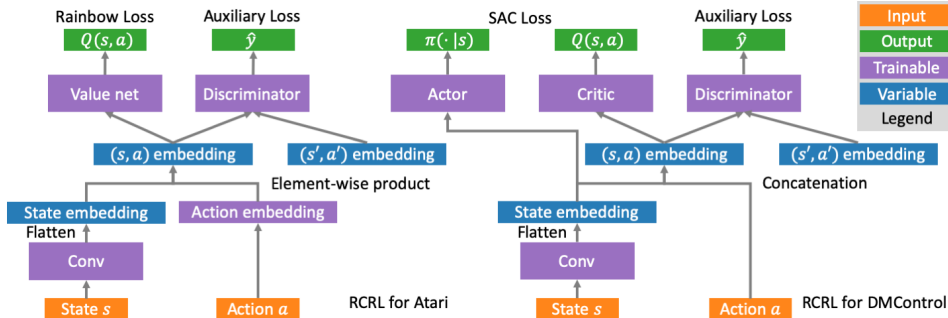 Rainbow Loss Auxiliary Loss SAC Loss Auxiliary Loss Input
Q(s, a) ŷ π(· |s) Q(s, a) ŷ Output
Value net Discriminator Actor Critic Discriminator Trainable
Variable
Legend
(s, a) embedding (s′, a′) embedding (s, a) embedding (s′, a′) embedding
Element-wise product Concatenation
State embedding Action embedding State embedding
Flatten Flatten
Conv Conv
State s Action a RCRL for Atari State s Action a RCRL for DMControl